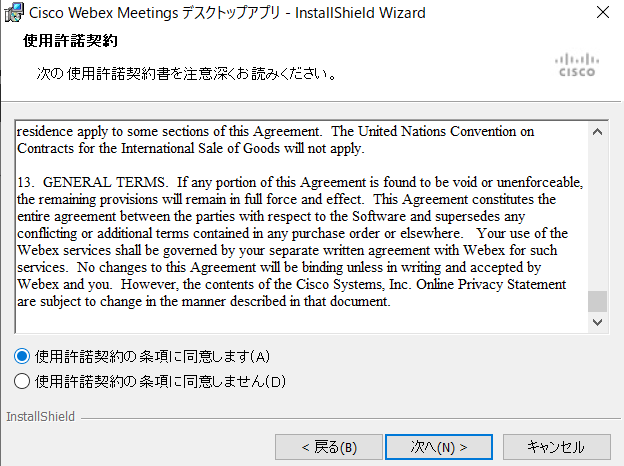 Cisco Webex Meetings デスクトップアプリ - InstallShield Wizard
使用許諾契約
次の使用許諾契約書を注意深くお読みください。
CISCO
residence apply to some sections of this Agreement.  The United Nations Convention on
Contracts for the International Sale of Goods will not apply.
13.  GENERAL TERMS.  If any portion of this Agreement is found to be void or unenforceable,
the remaining provisions will remain in full force and effect.  This Agreement constitutes the
entire agreement between the parties with respect to the Software and supersedes any
conflicting or additional terms contained in any purchase order or elsewhere.   Your use of the
Webex services shall be governed by your separate written agreement with Webex for such
services.  No changes to this Agreement will be binding unless in writing and accepted by
Webex and you.  However, the contents of the Cisco Systems, Inc. Online Privacy Statement
are subject to change in the manner described in that document.
使用許諾契約の条項に同意します(A)
使用許諾契約の条項に同意しません(D)
InstallShield
< 戻る(B)
次へ(N) >
キャンセル